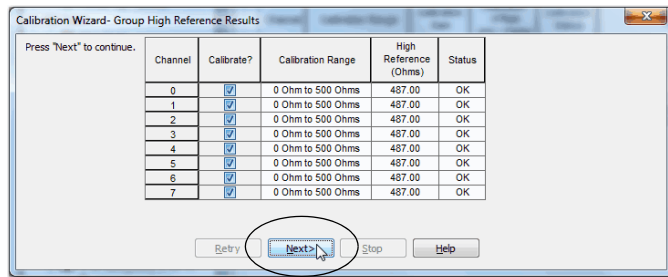 Calibration Wizard- Group High Reference Results
Press "Next" to continue.
Channel Calibrate? Calibration Range High Reference (Ohms) Status
0 0 Ohm to 500 Ohms 487.00 OK
1 0 Ohm to 500 Ohms 487.00 OK
2 0 Ohm to 500 Ohms 487.00 OK
3 0 Ohm to 500 Ohms 487.00 OK
4 0 Ohm to 500 Ohms 487.00 OK
5 0 Ohm to 500 Ohms 487.00 OK
6 0 Ohm to 500 Ohms 487.00 OK
7 0 Ohm to 500 Ohms 487.00 OK
Retry Next> Stop Help